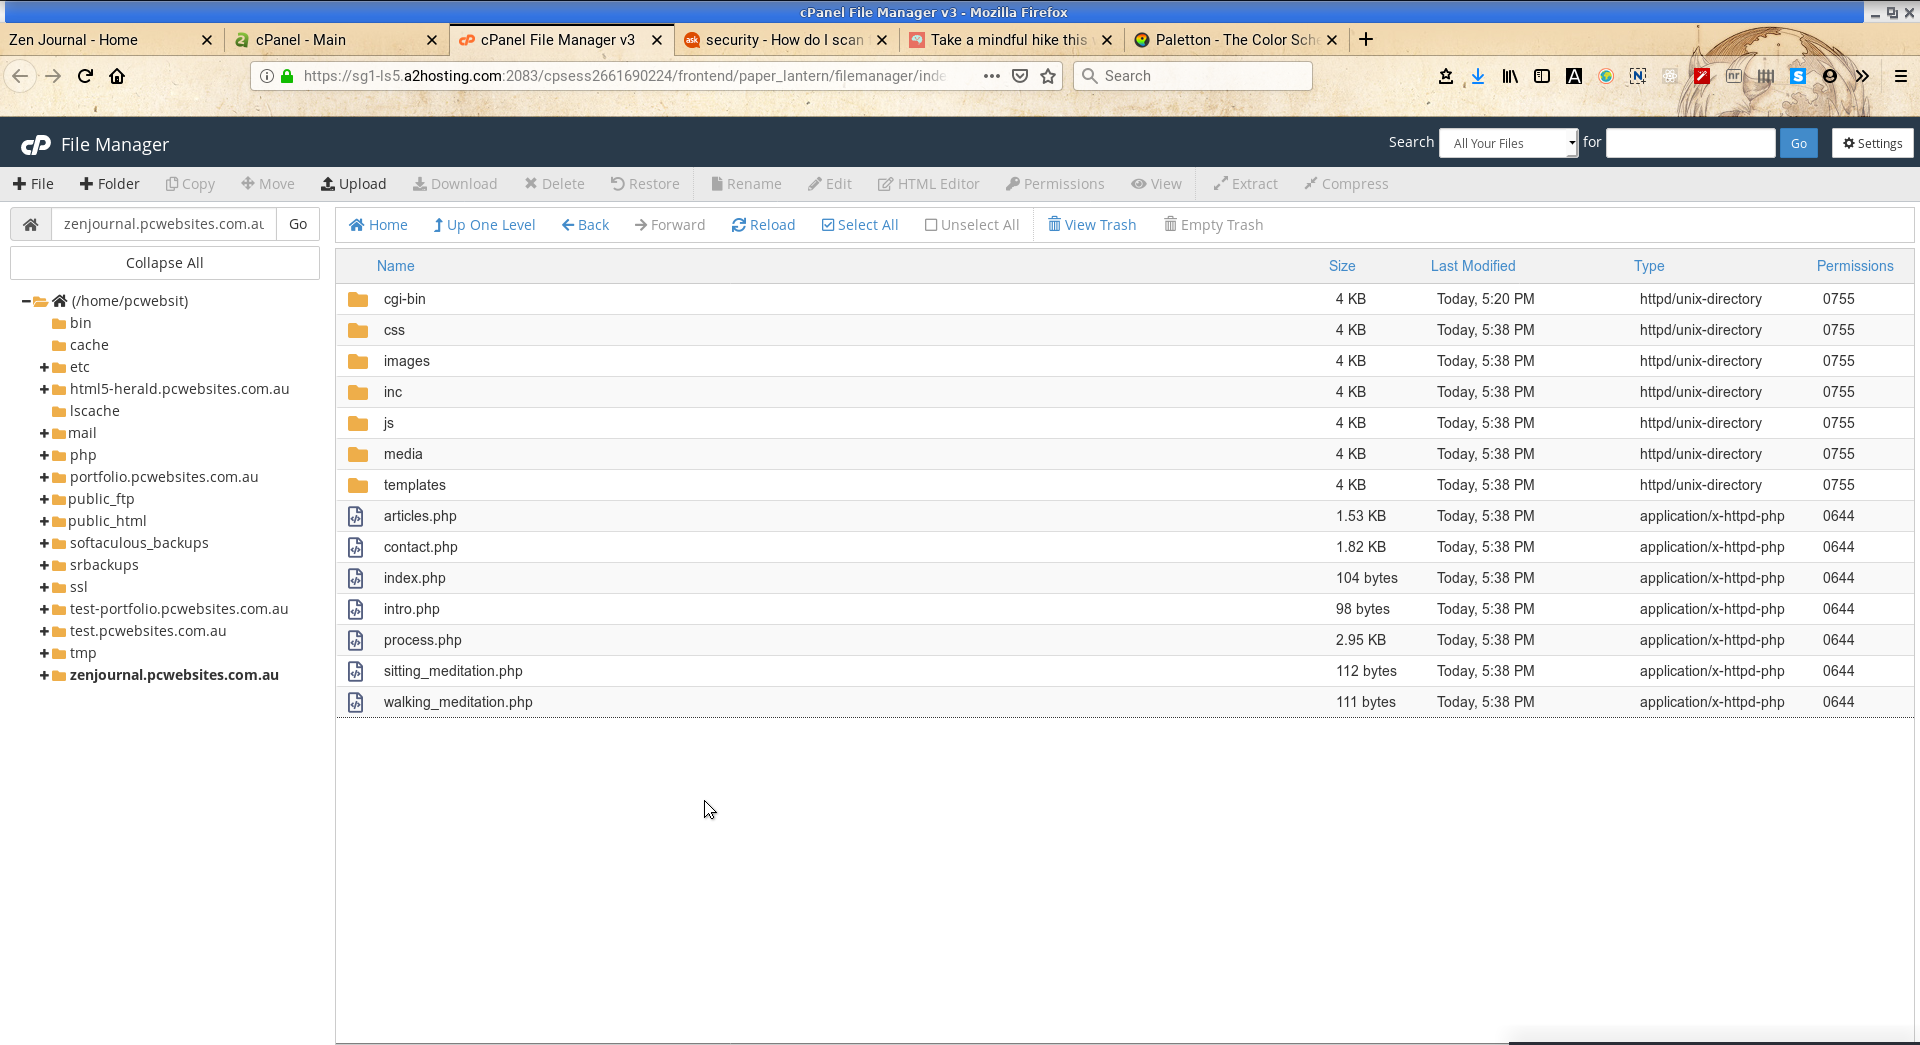 cPanel File Manager v3 - Mozilla Firefox
Zen Journal - Home
cPanel - Main
cPanel File Manager v3
security - How do I scan
Take a mindful hike this
Paletton - The Color Sche
https://sg1-ls5.a2hosting.com:2083/cpsess2661690224/frontend/paper_lantern/filemanager/inde
Search
cP File Manager
Search All Your Files for Go Settings
File Folder Copy Move Upload Download Delete Restore Rename Edit HTML Editor Permissions View Extract Compress
zenjournal.pcwebsites.com.au Go
Home Up One Level Back Forward Reload Select All Unselect All View Trash Empty Trash
Collapse All
(/home/pcwebsit)
bin
cache
etc
html5-herald.pcwebsites.com.au
lscache
mail
php
portfolio.pcwebsites.com.au
public_ftp
public_html
softaculous_backups
srbackups
ssl
test-portfolio.pcwebsites.com.au
test.pcwebsites.com.au
tmp
zenjournal.pcwebsites.com.au
Name Size Last Modified Type Permissions
cgi-bin 4 KB Today, 5:20 PM httpd/unix-directory 0755
css 4 KB Today, 5:38 PM httpd/unix-directory 0755
images 4 KB Today, 5:38 PM httpd/unix-directory 0755
inc 4 KB Today, 5:38 PM httpd/unix-directory 0755
js 4 KB Today, 5:38 PM httpd/unix-directory 0755
media 4 KB Today, 5:38 PM httpd/unix-directory 0755
templates 4 KB Today, 5:38 PM httpd/unix-directory 0755
articles.php 1.53 KB Today, 5:38 PM application/x-httpd-php 0644
contact.php 1.82 KB Today, 5:38 PM application/x-httpd-php 0644
index.php 104 bytes Today, 5:38 PM application/x-httpd-php 0644
intro.php 98 bytes Today, 5:38 PM application/x-httpd-php 0644
process.php 2.95 KB Today, 5:38 PM application/x-httpd-php 0644
sitting_meditation.php 112 bytes Today, 5:38 PM application/x-httpd-php 0644
walking_meditation.php 111 bytes Today, 5:38 PM application/x-httpd-php 0644